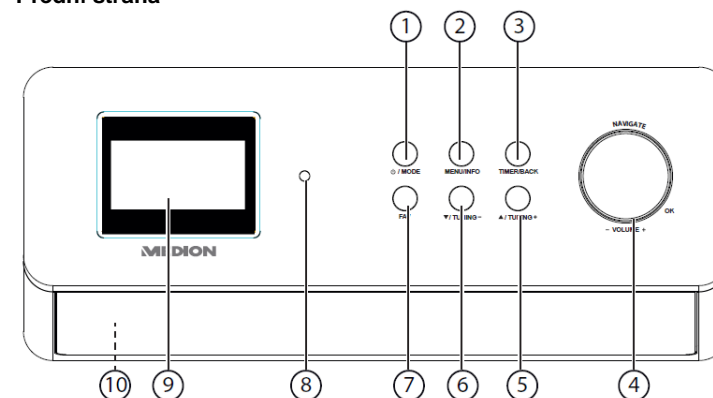 Přední strana
1 2 3
NAVIGATE
⏻ / MODE MENU/INFO TIMER/BACK
OK
FAV ▼/ TUNING − ▲/ TUNING +
− VOLUME +
MEDION
10 9 8 7 6 5 4